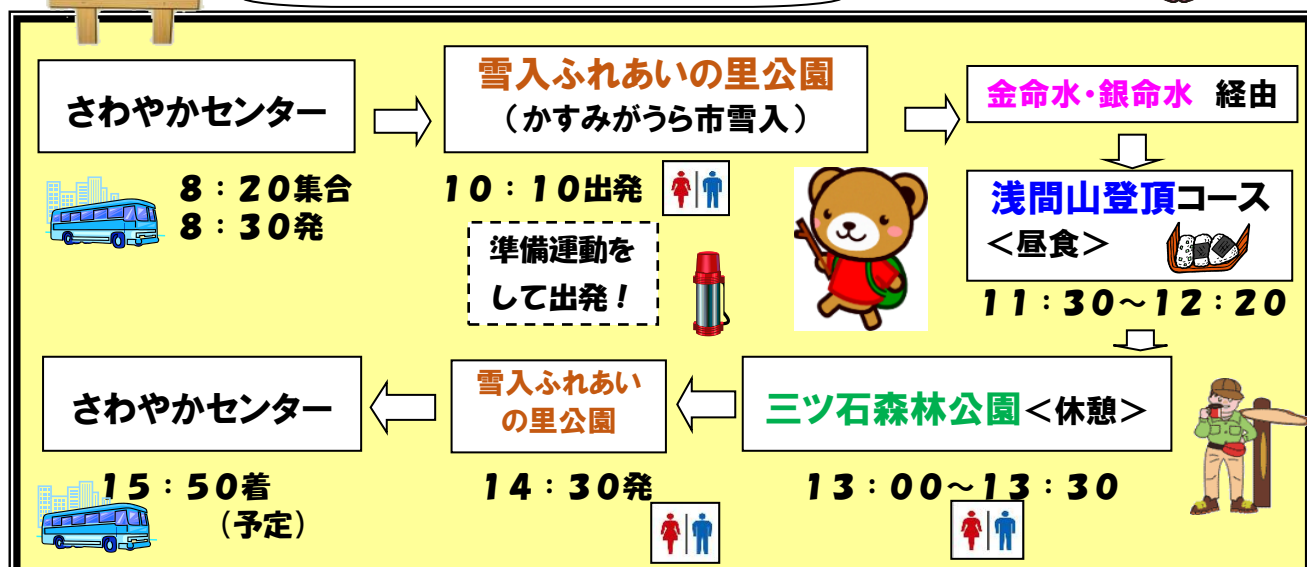 さわやかセンター
8：20集合
8：30発
雪入ふれあいの里公園
（かすみがうら市雪入）
10：10出発
準備運動を
して出発！
金命水・銀命水 経由
浅間山登頂コース
＜昼食＞
11：30～12：20
三ツ石森林公園＜休憩＞
13：00～13：30
雪入ふれあい
の里公園
14：30発
さわやかセンター
15：50着
（予定）